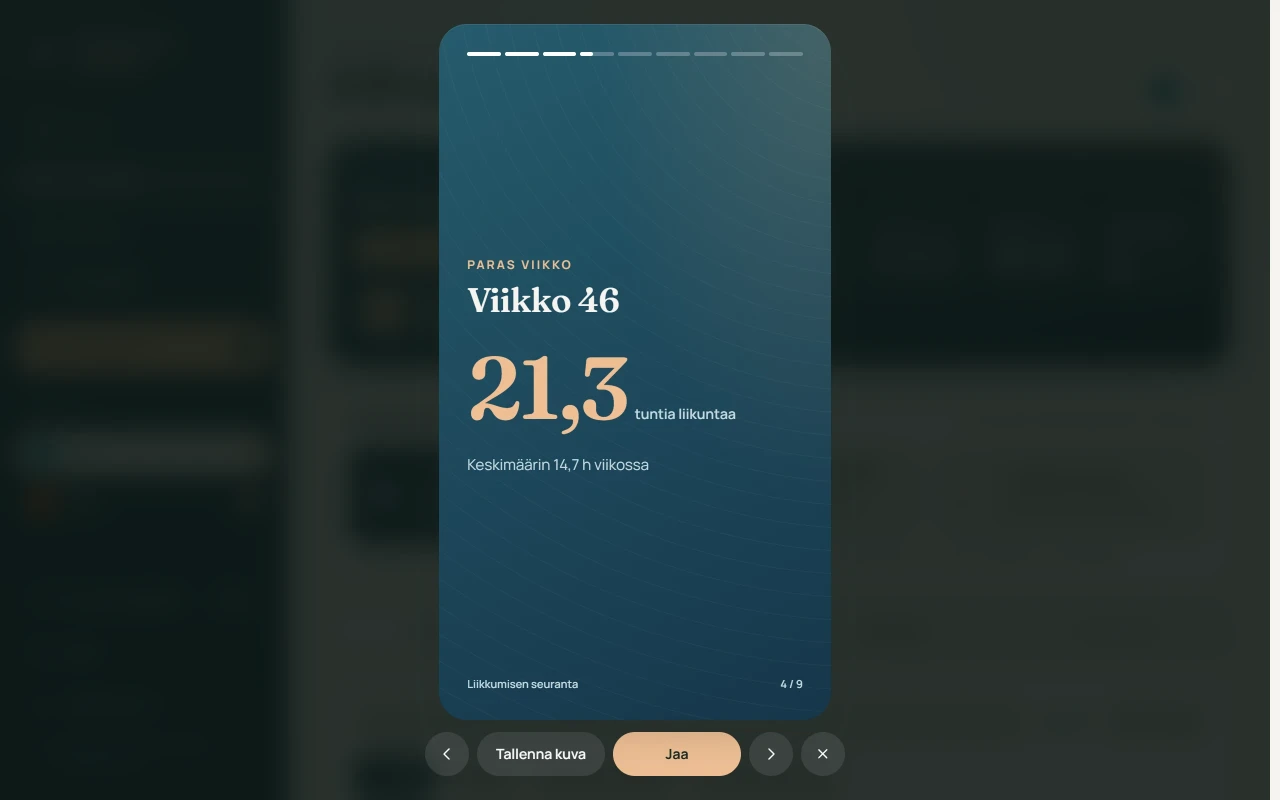 PARAS VIIKKO
Viikko 46
21,3 tuntia liikuntaa
Keskimäärin 14,7 h viikossa
Liikkumisen seuranta
4 / 9
Tallenna kuva
Jaa